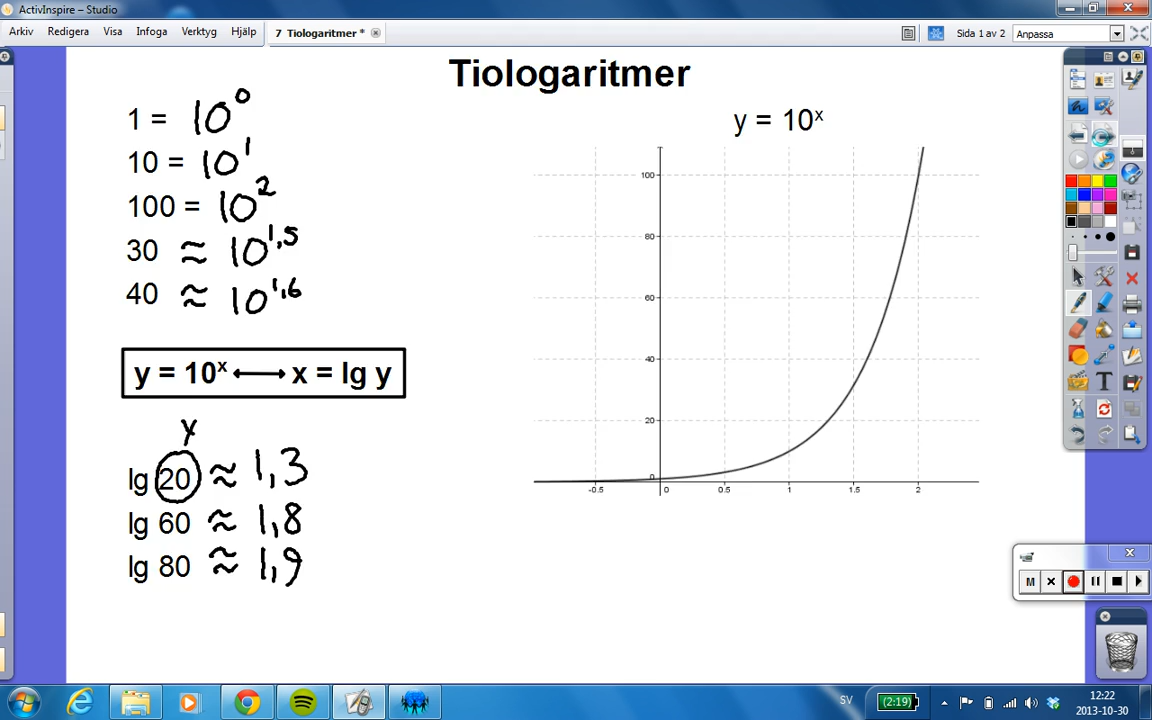 ActivInspire – Studio
Arkiv Redigera Visa Infoga Verktyg Hjälp
7 Tiologaritmer *
Sida 1 av 2
Anpassa
Tiologaritmer
1 = 10⁰
10 = 10¹
100 = 10²
30 ≈ 10^1,5
40 ≈ 10^1,6
y = 10ˣ ⟷ x = lg y
y
lg 20 ≈ 1,3
lg 60 ≈ 1,8
lg 80 ≈ 1,9
y = 10ˣ
100
80
60
40
20
0
-0.5 0 0.5 1 1.5 2
M
SV
(2:19)
12:22
2013-10-30